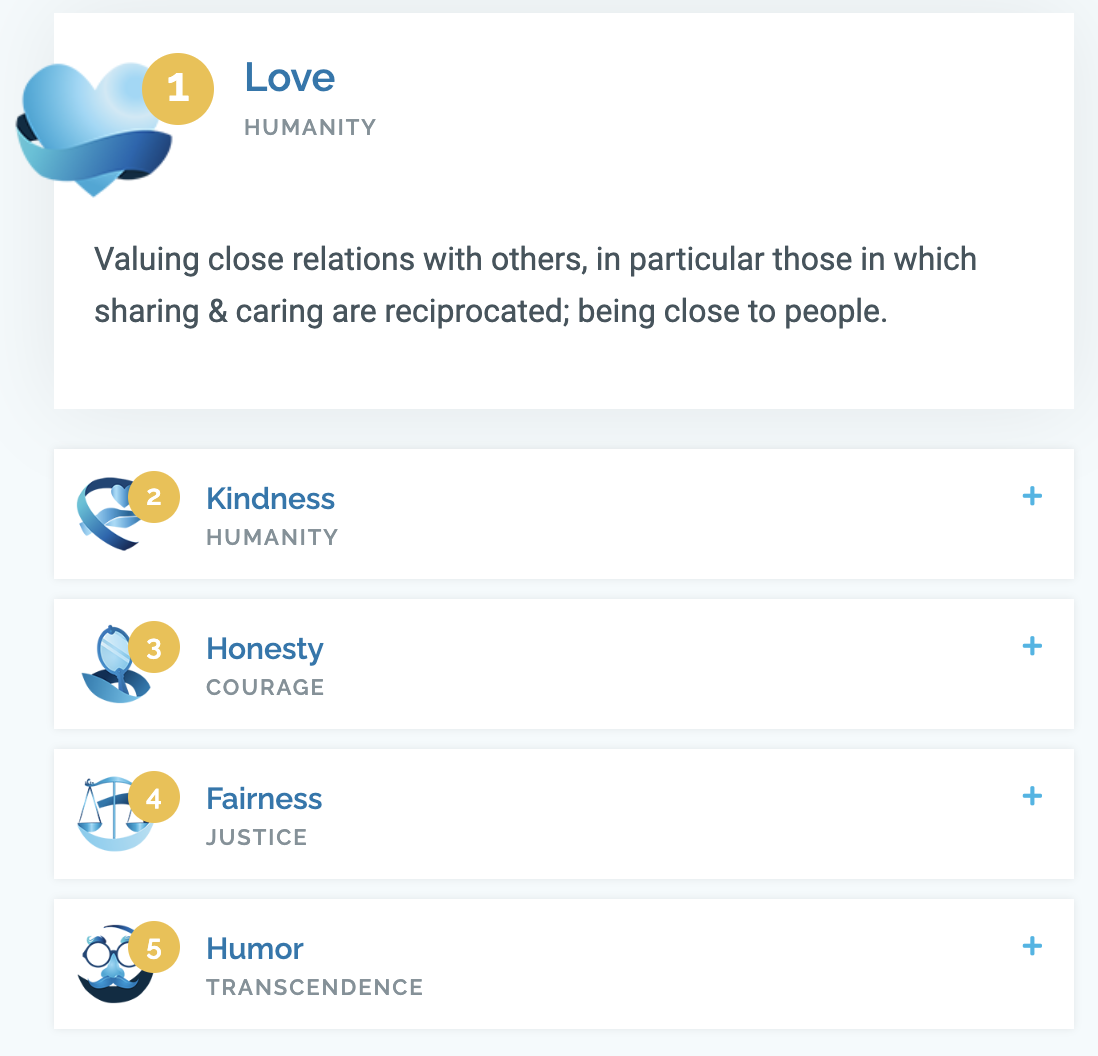 1
Love
HUMANITY
Valuing close relations with others, in particular those in which
sharing & caring are reciprocated; being close to people.
2
Kindness
HUMANITY
3
Honesty
COURAGE
4
Fairness
JUSTICE
5
Humor
TRANSCENDENCE